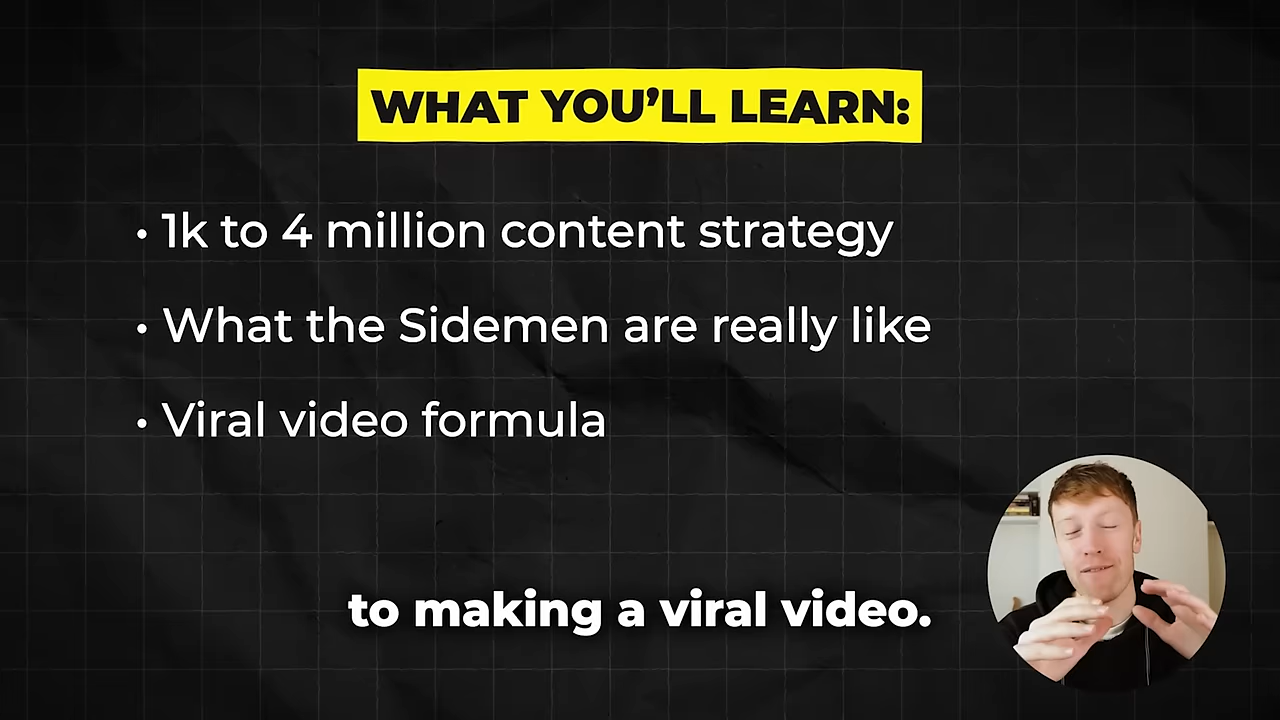 WHAT YOU'LL LEARN:
• 1k to 4 million content strategy
• What the Sidemen are really like
• Viral video formula
to making a viral video.